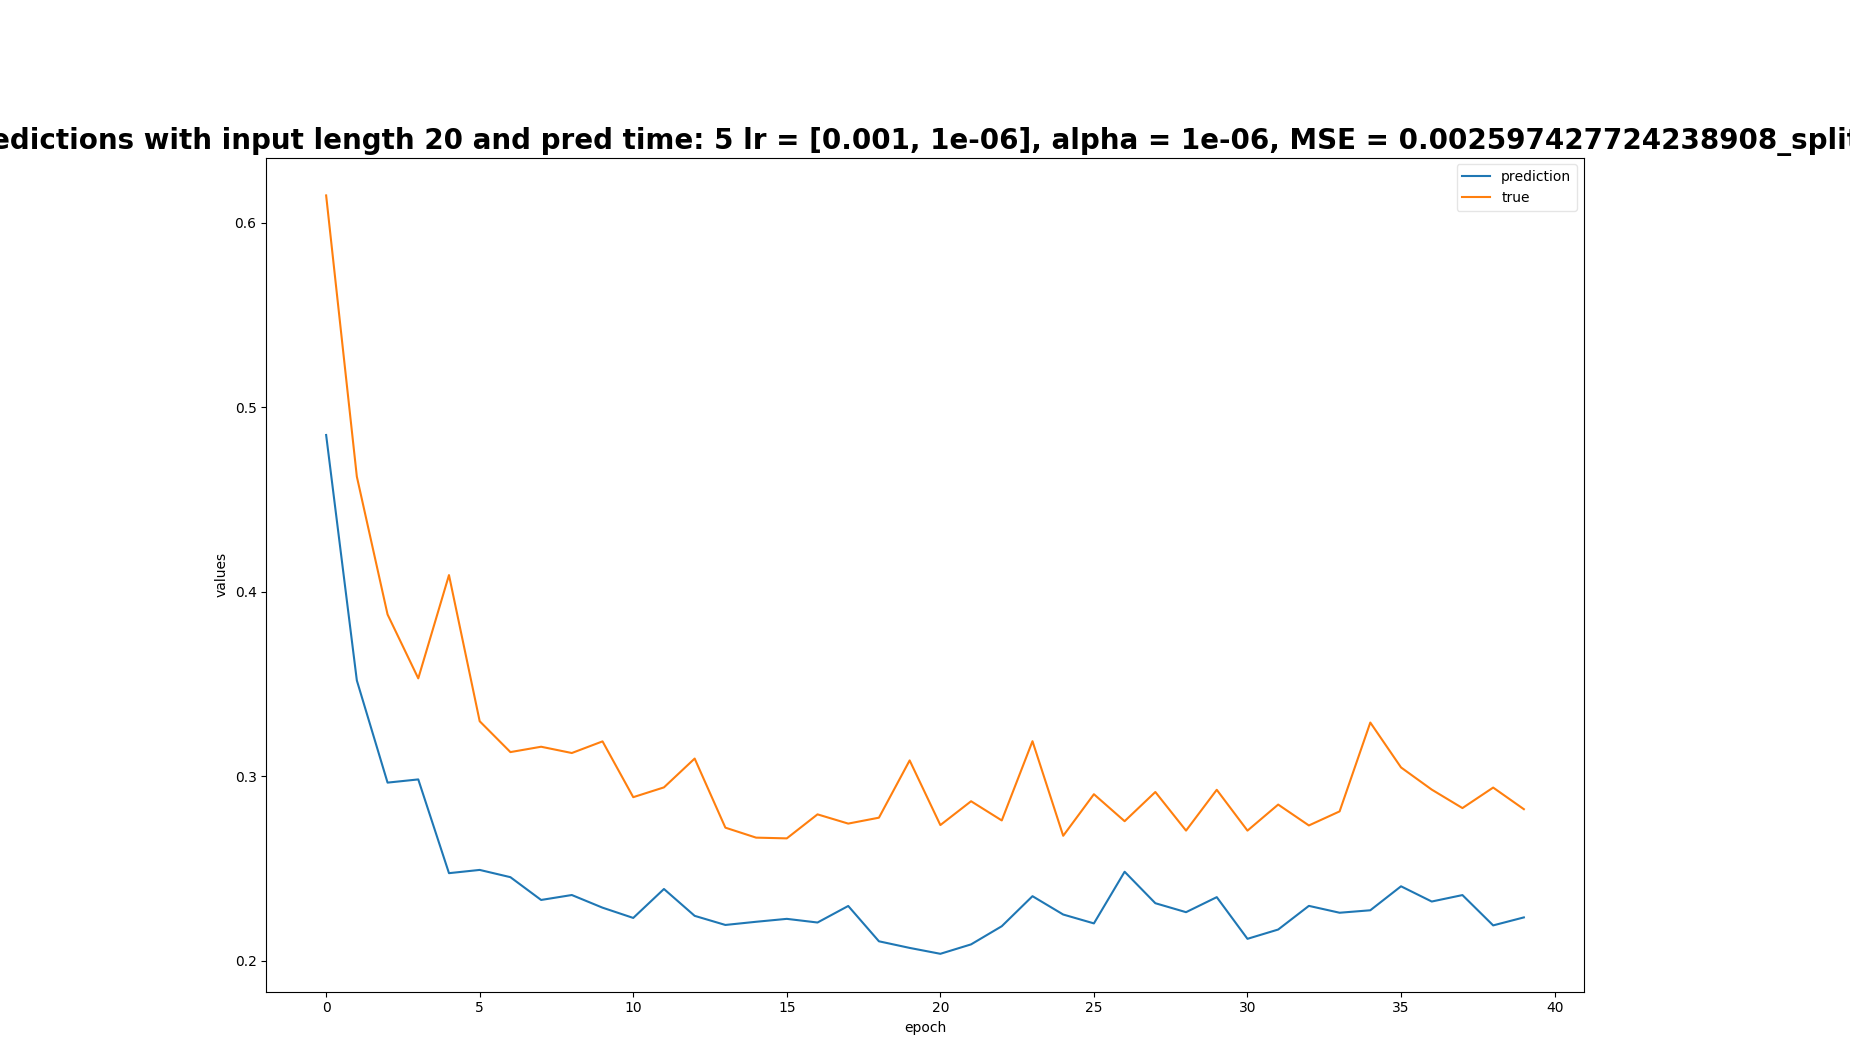 edictions with input length 20 and pred time: 5 lr = [0.001, 1e-06], alpha = 1e-06, MSE = 0.002597427724238908_split
prediction
true
values
0.6
0.5
0.4
0.3
0.2
0 5 10 15 20 25 30 35 40
epoch